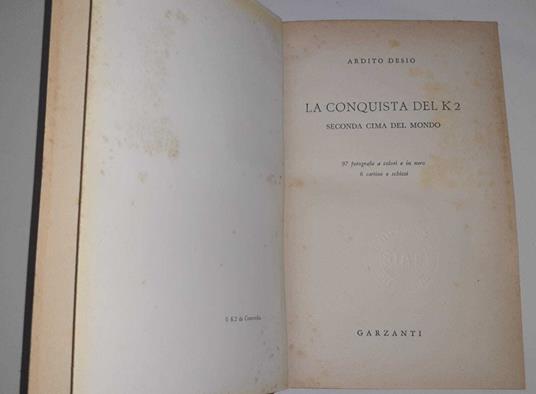 Il K2 da Concordia
ARDITO DESIO
LA CONQUISTA DEL K2
SECONDA CIMA DEL MONDO
97 fotografie a colori e in nero
6 cartine e schizzi
GARZANTI